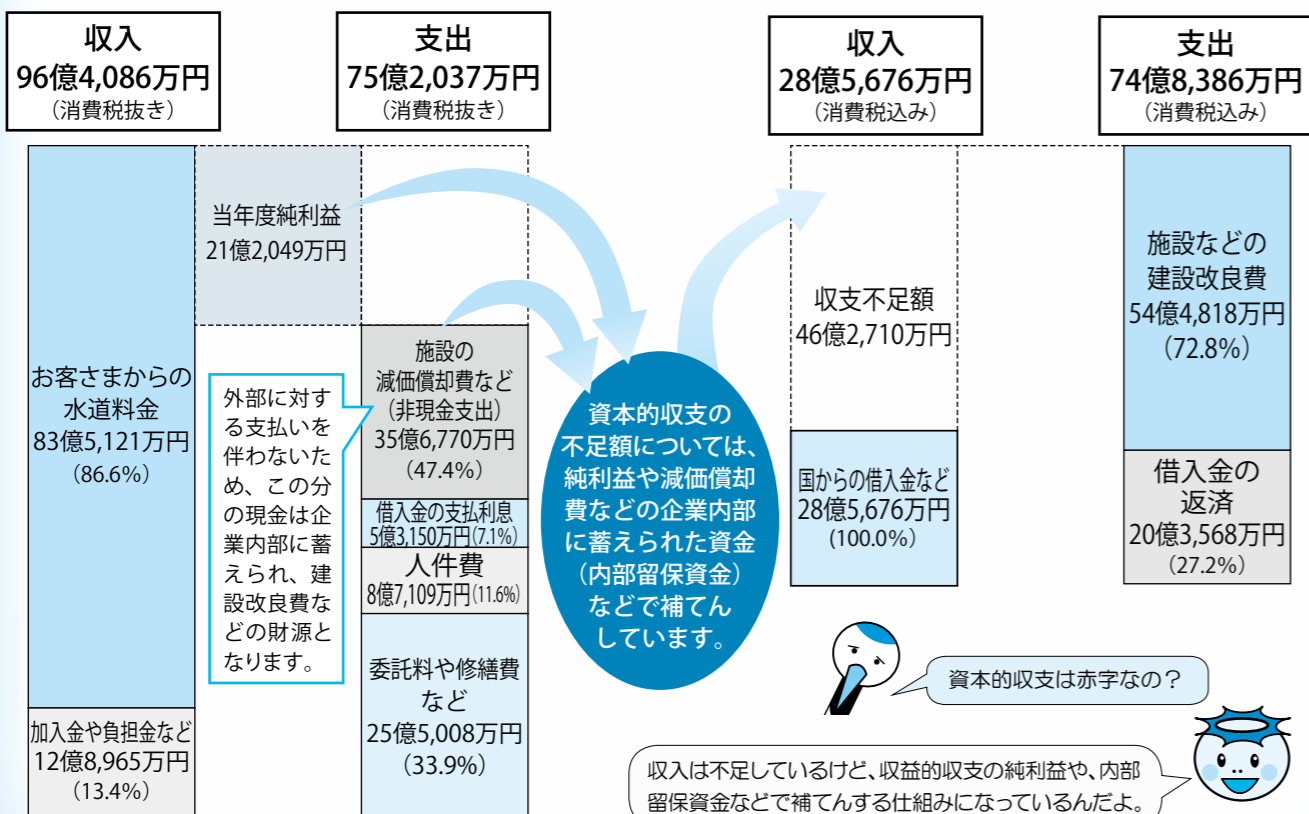 収入
96億4,086万円
（消費税抜き）
支出
75億2,037万円
（消費税抜き）
お客さまからの
水道料金
83億5,121万円
（86.6%）
加入金や負担金など
12億8,965万円
（13.4%）
当年度純利益
21億2,049万円
外部に対す
る支払いを
伴わないた
め、この分
の現金は企
業内部に蓄
えられ、建
設改良費な
どの財源と
なります。
施設の
減価償却費など
（非現金支出）
35億6,770万円
（47.4%）
借入金の支払利息
5億3,150万円（7.1%）
人件費
8億7,109万円（11.6%）
委託料や修繕費
など
25億5,008万円
（33.9%）
資本的収支の
不足額については、
純利益や減価償却
費などの企業内部
に蓄えられた資金
（内部留保資金）
などで補てん
しています。
収入
28億5,676万円
（消費税込み）
支出
74億8,386万円
（消費税込み）
収支不足額
46億2,710万円
国からの借入金など
28億5,676万円
（100.0%）
施設などの
建設改良費
54億4,818万円
（72.8%）
借入金の
返済
20億3,568万円
（27.2%）
資本的収支は赤字なの？
収入は不足しているけど、収益的収支の純利益や、内部
留保資金などで補てんする仕組みになっているんだよ。